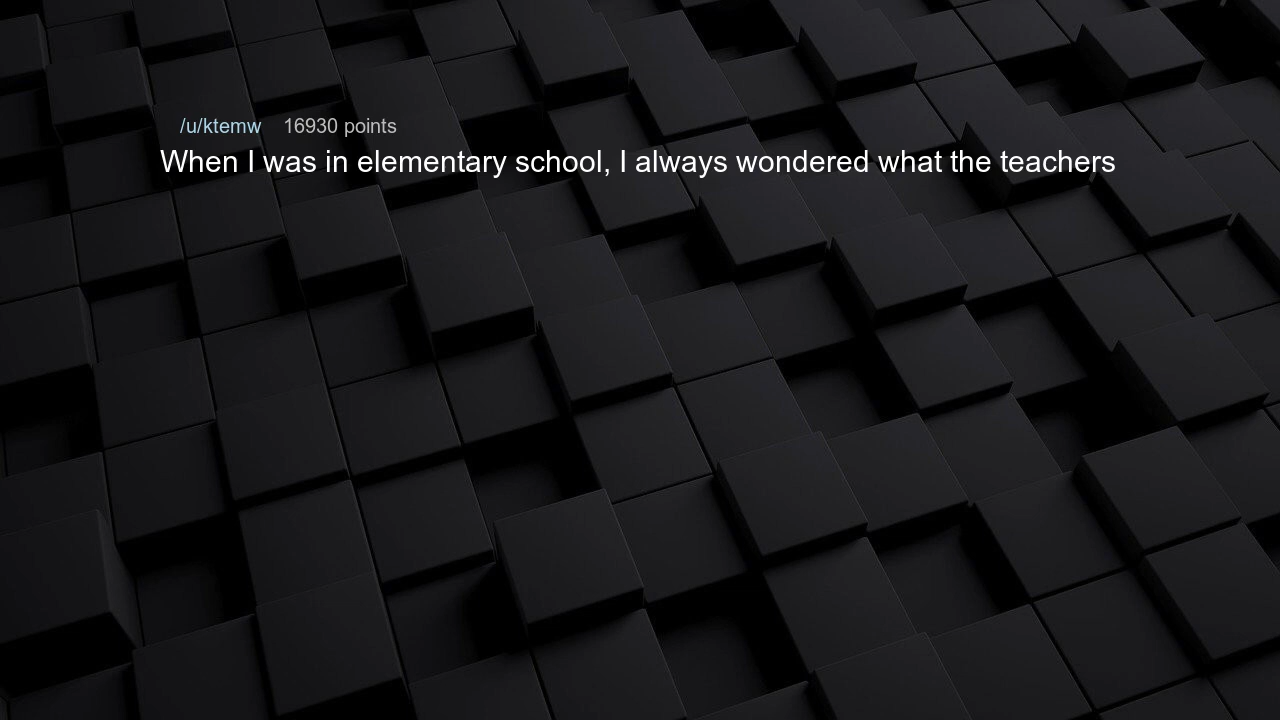 /u/ktemw 16930 points
When I was in elementary school, I always wondered what the teachers